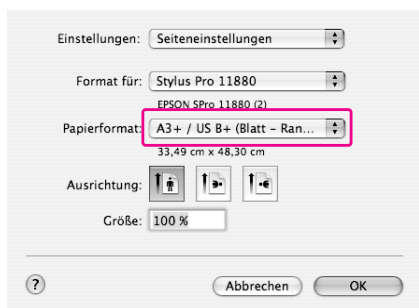 Einstellungen: Seiteneinstellungen
Format für: Stylus Pro 11880
EPSON SPro 11880 (2)
Papierformat: A3+ / US B+ (Blatt – Ran...
33,49 cm x 48,30 cm
Ausrichtung:
Größe: 100 %
? Abbrechen OK